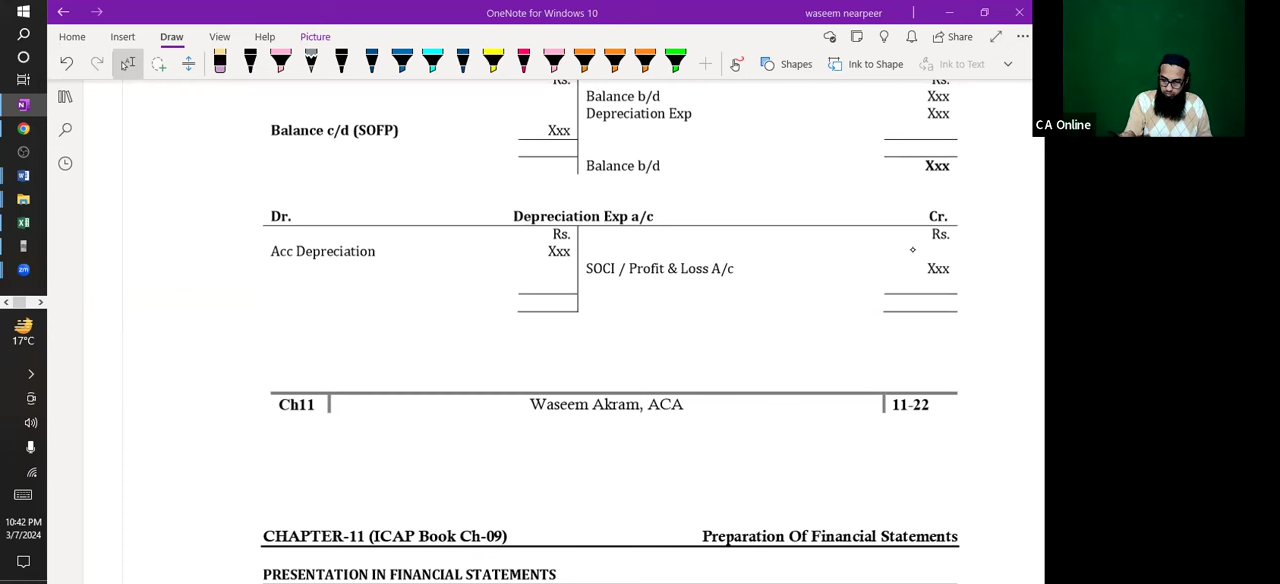 OneNote for Windows 10
waseem nearpeer
Home Insert Draw View Help Picture
Share
Shapes
Ink to Shape
Ink to Text
Rs. Rs.
Balance b/d Xxx
Depreciation Exp Xxx
Balance c/d (SOFP) Xxx
Balance b/d Xxx
Dr. Depreciation Exp a/c Cr.
Rs. Rs.
Acc Depreciation Xxx
SOCI / Profit & Loss A/c Xxx
Ch11 Waseem Akram, ACA 11-22
CHAPTER-11 (ICAP Book Ch-09) Preparation Of Financial Statements
PRESENTATION IN FINANCIAL STATEMENTS
C A Online
17°C
10:42 PM
3/7/2024